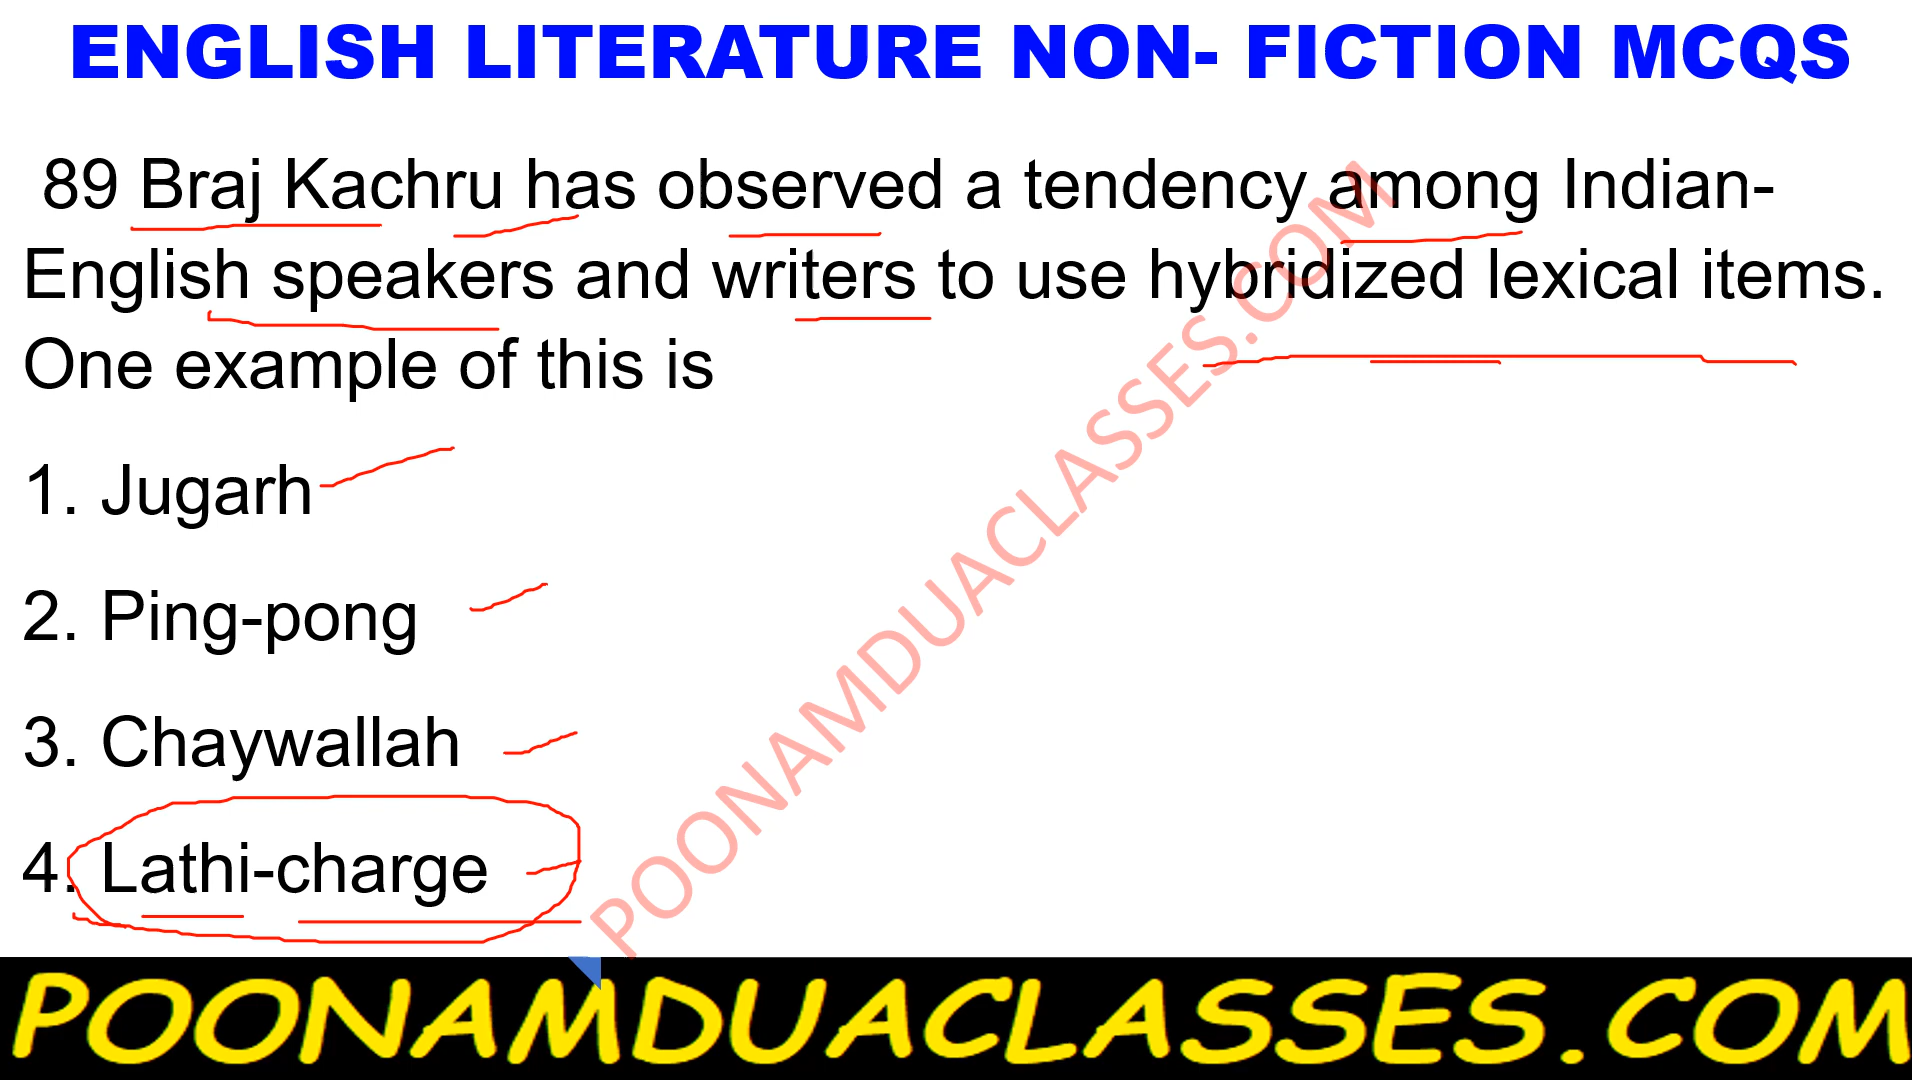 ENGLISH LITERATURE NON- FICTION MCQS
89 Braj Kachru has observed a tendency among Indian-
English speakers and writers to use hybridized lexical items.
One example of this is
1. Jugarh
2. Ping-pong
3. Chaywallah
4. Lathi-charge
POONAMDUACLASSES.COM
POONAMDUACLASSES.COM